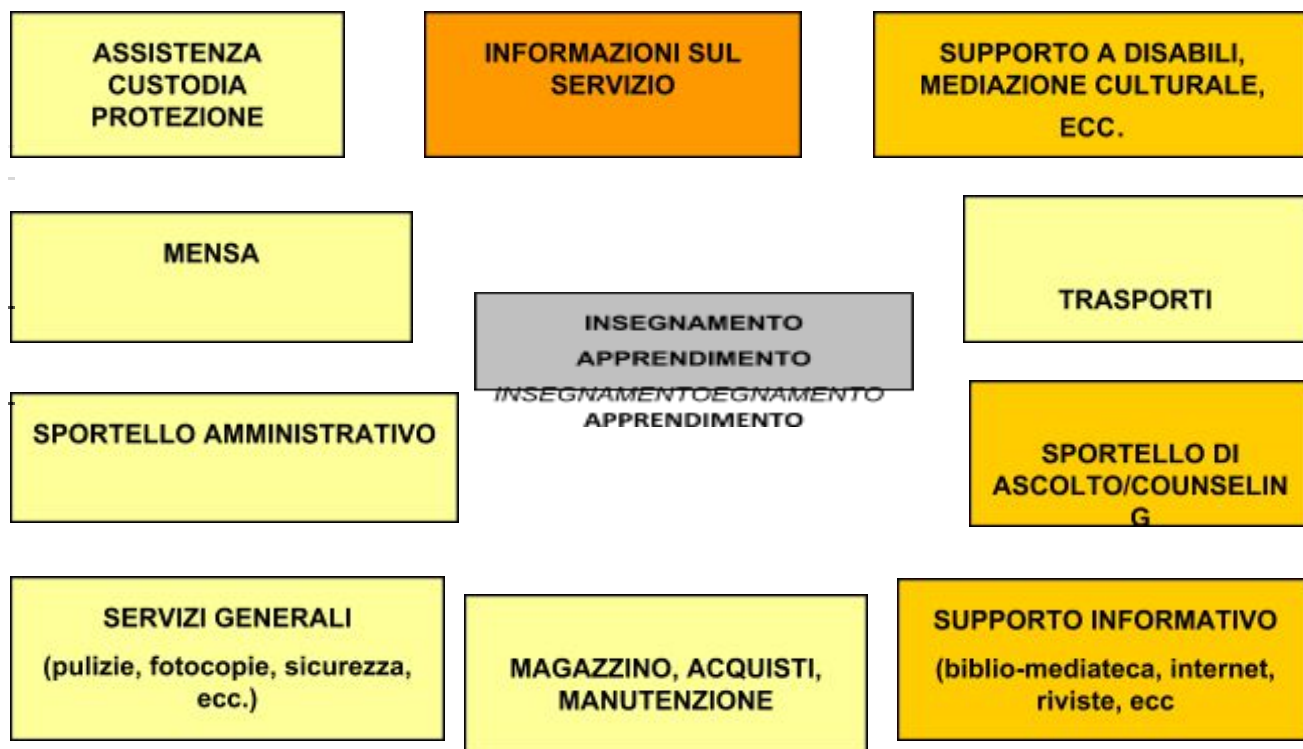 ASSISTENZA
CUSTODIA
PROTEZIONE
INFORMAZIONI SUL
SERVIZIO
SUPPORTO A DISABILI,
MEDIAZIONE CULTURALE,
ECC.
MENSA
TRASPORTI
INSEGNAMENTO
APPRENDIMENTO
INSEGNAMENTOEGNAMENTO
APPRENDIMENTO
SPORTELLO AMMINISTRATIVO
SPORTELLO DI
ASCOLTO/COUNSELIN
G
SERVIZI GENERALI
(pulizie, fotocopie, sicurezza,
ecc.)
MAGAZZINO, ACQUISTI,
MANUTENZIONE
SUPPORTO INFORMATIVO
(biblio-mediateca, internet,
riviste, ecc